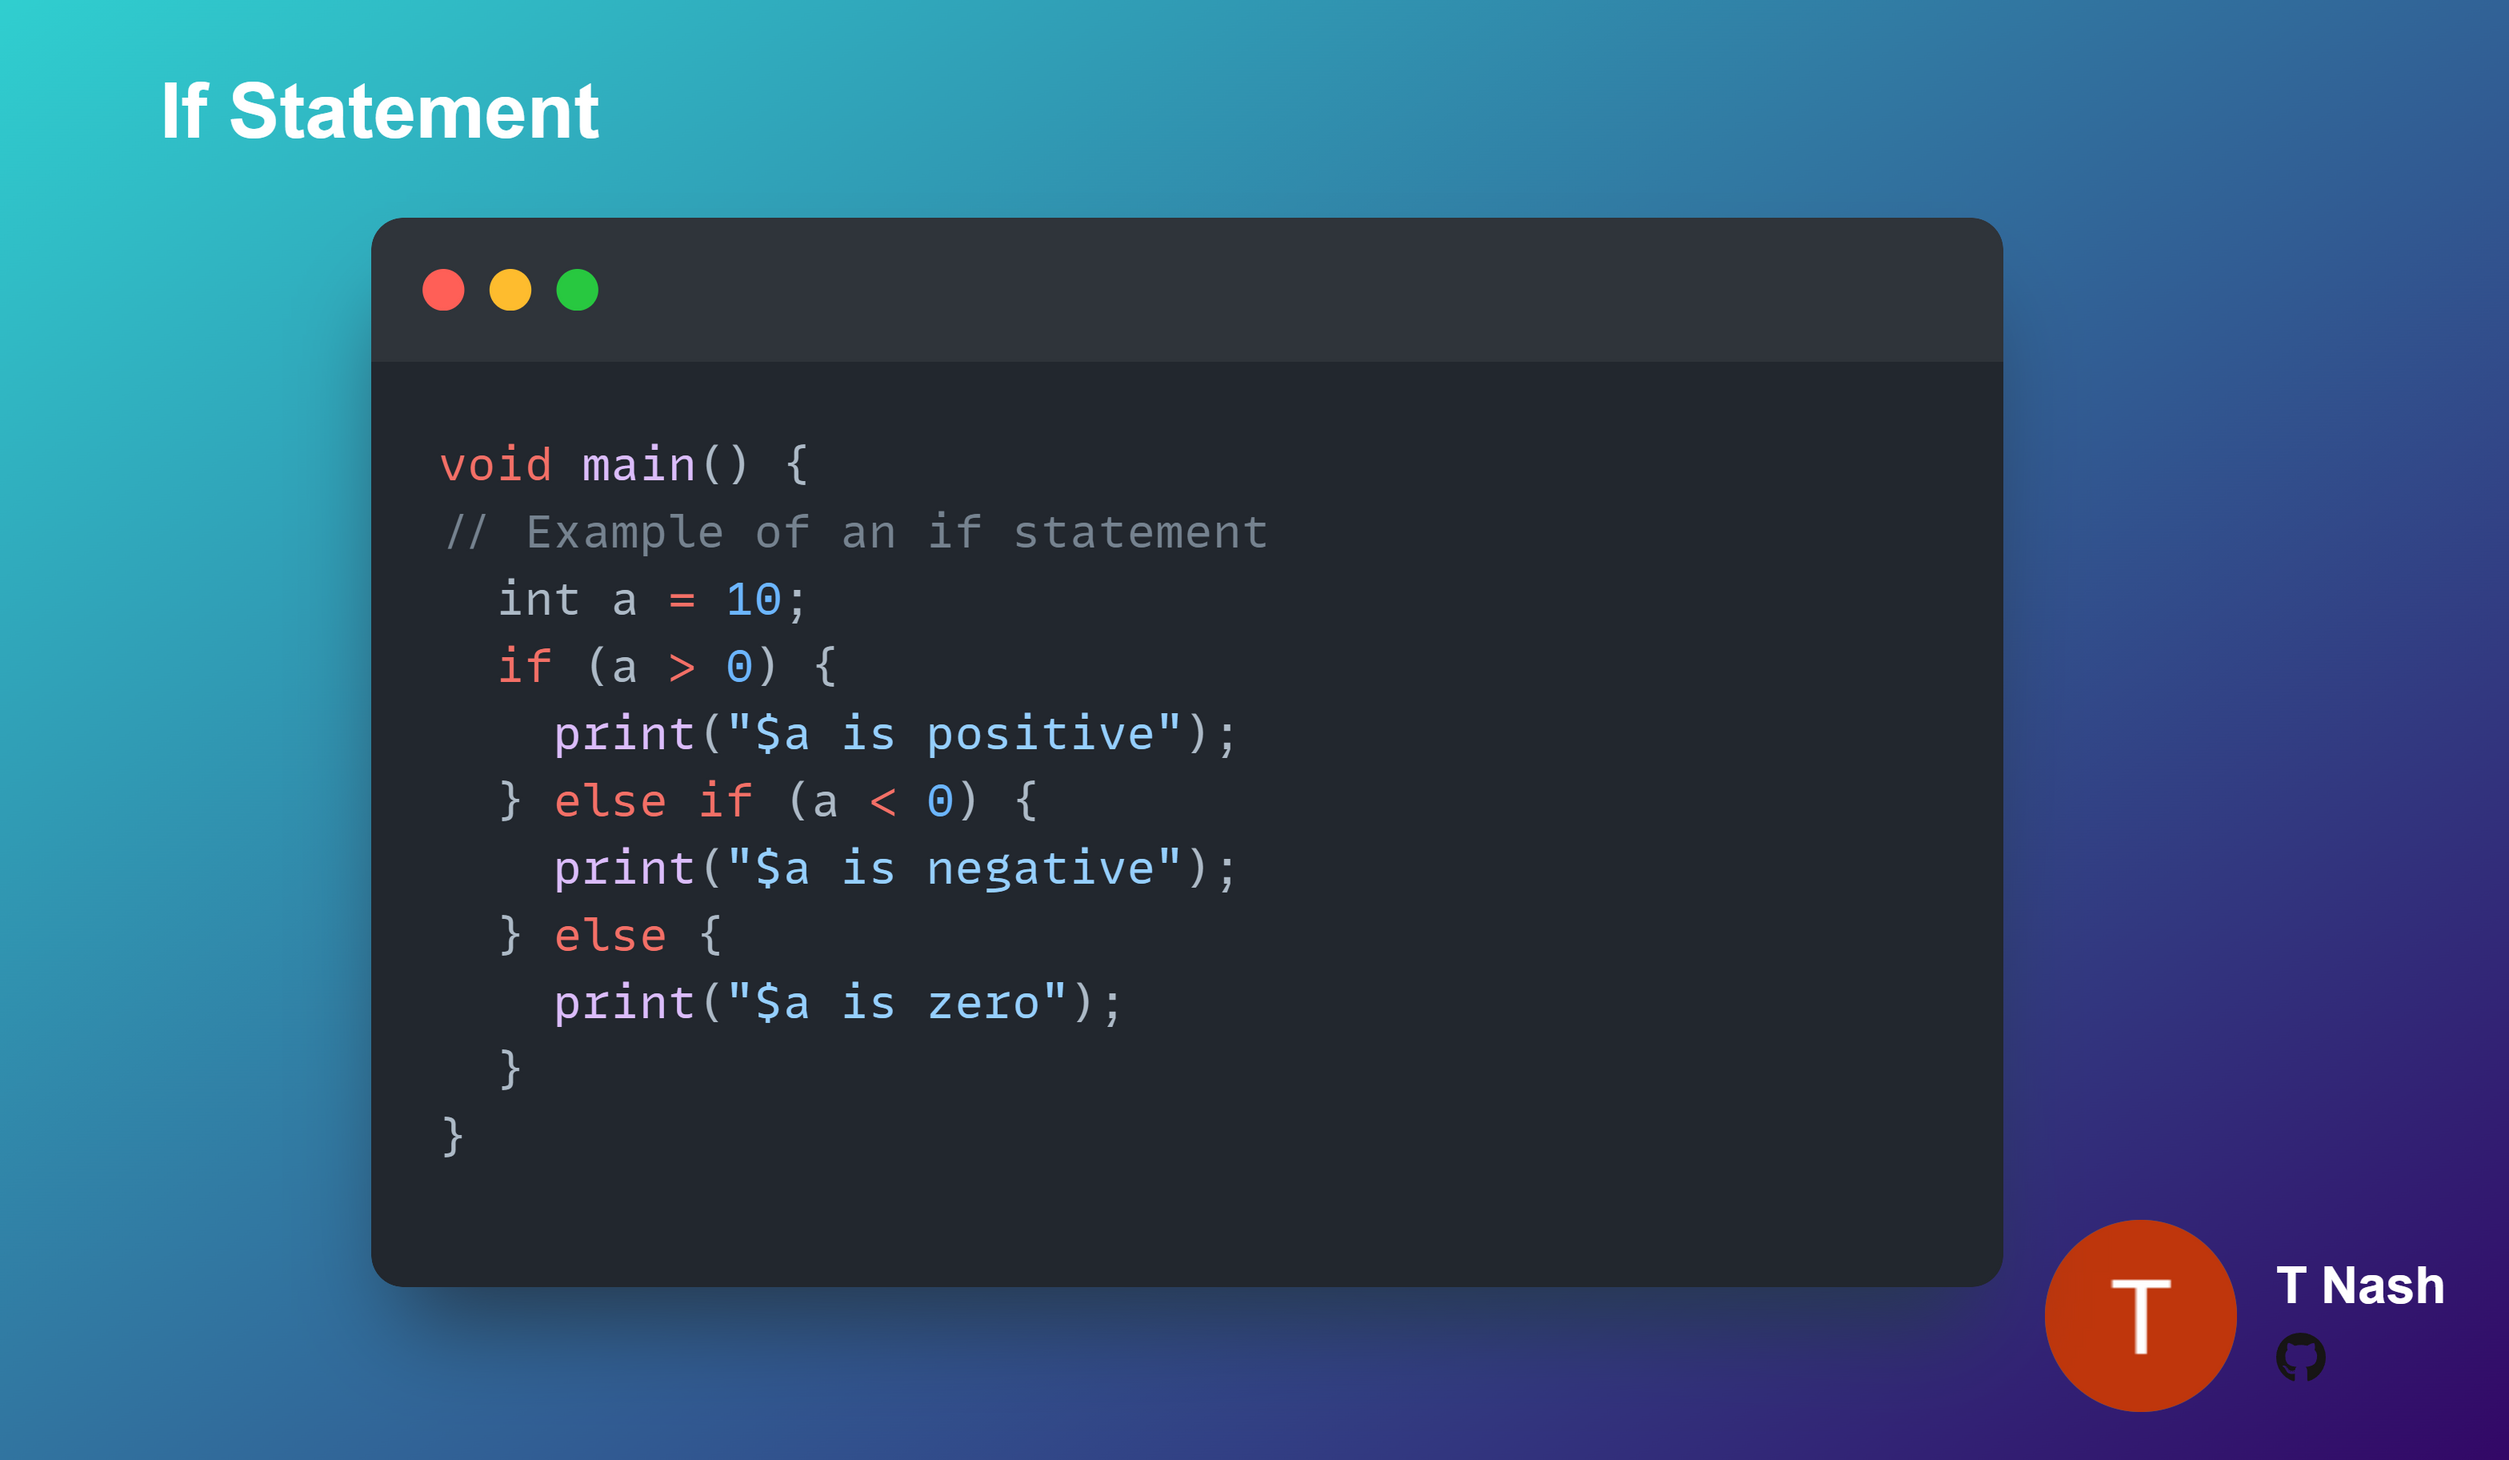 If Statement
void main() {
// Example of an if statement
  int a = 10;
  if (a > 0) {
    print("$a is positive");
  } else if (a < 0) {
    print("$a is negative");
  } else {
    print("$a is zero");
  }
}
T
T Nash